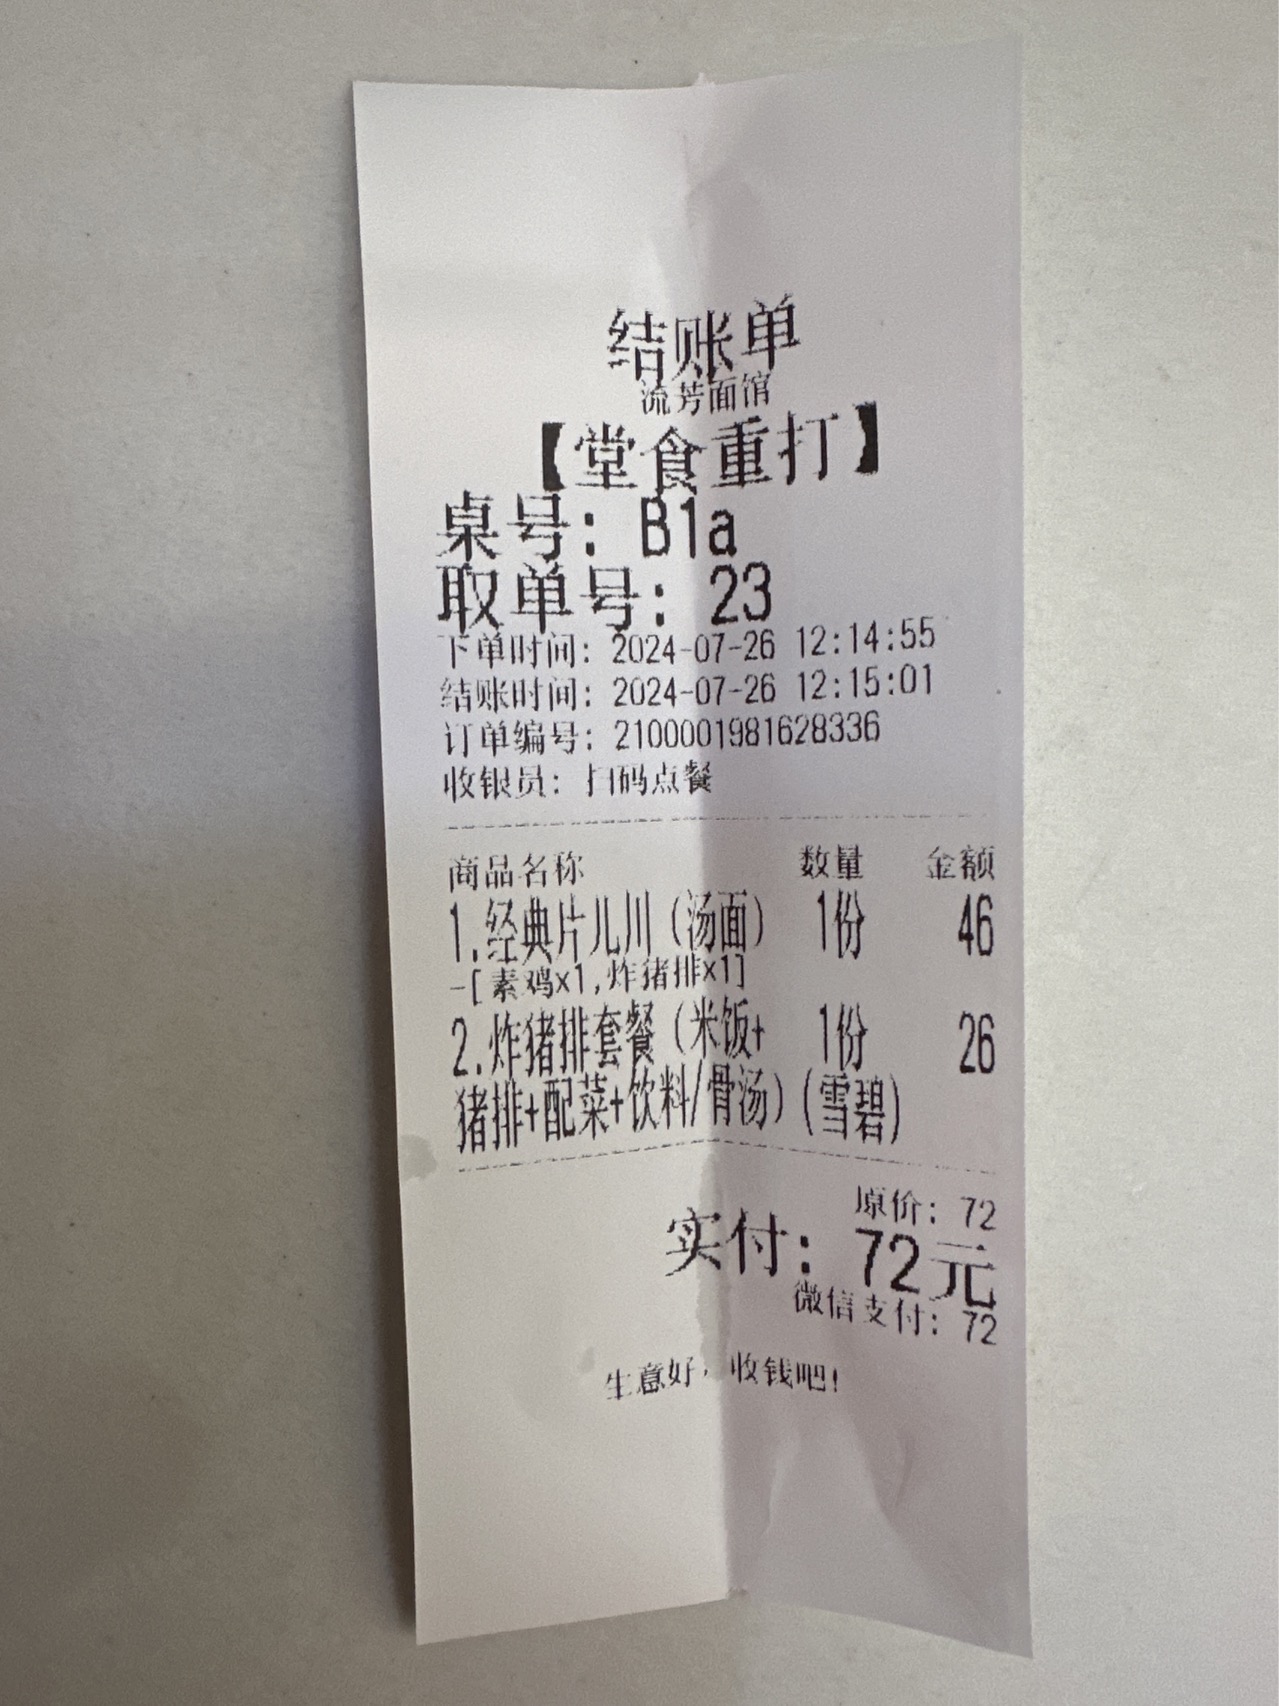 结账单
流芳面馆
【堂食重打】
桌号: B1a
取单号: 23
下单时间: 2024-07-26 12:14:55
结账时间: 2024-07-26 12:15:01
订单编号: 2100001981628336
收银员: 扫码点餐
商品名称 数量 金额
1.经典片儿川（汤面） 1份 46
-[素鸡x1,炸猪排x1]
2.炸猪排套餐（米饭+ 1份 26
猪排+配菜+饮料/骨汤）(雪碧)
原价: 72
实付: 72元
微信支付: 72
生意好，收钱吧！